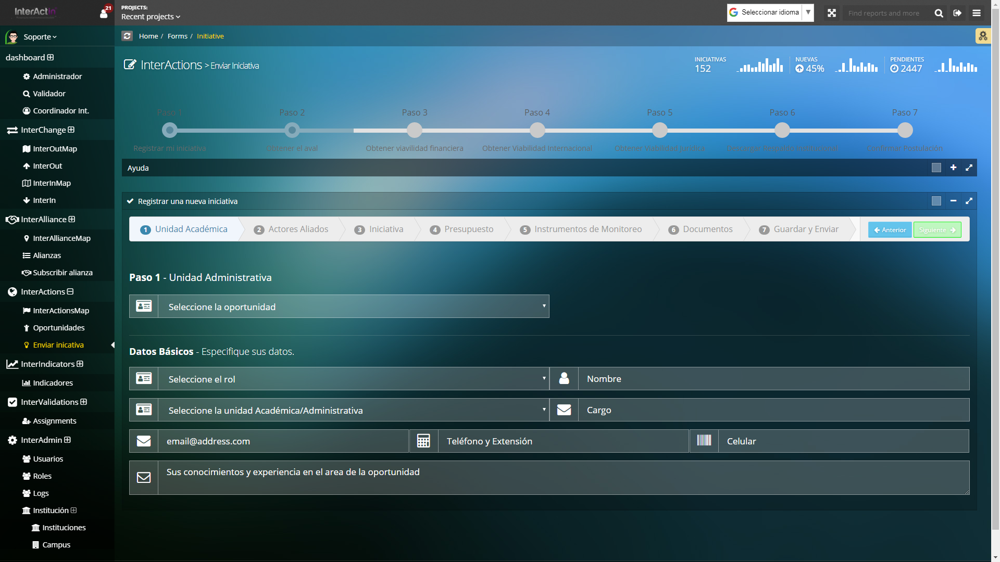 InterActin
21
PROJECTS:
Recent projects
Seleccionar idioma
▼
Find reports and more
Soporte
Home / Forms / Initiative
dashboard
Administrador
Validador
Coordinador Int.
InterChange
InterOutMap
InterOut
InterInMap
InterIn
InterAlliance
InterAllianceMap
Alianzas
Subscribir alianza
InterActions
InterActionsMap
Oportunidades
Enviar inicativa
InterIndicators
Indicadores
InterValidations
Assignments
InterAdmin
Usuarios
Roles
Logs
Institución
Instituciones
Campus
InterActions > Enviar Iniciativa
INICIATIVAS
152
NUEVAS
45%
PENDIENTES
2447
Paso 1 Paso 2 Paso 3 Paso 4 Paso 5 Paso 6 Paso 7
Registrar mi iniciativa Obtener el aval Obtener viavilidad financiera Obtener Viabilidad Internacional Obtener Viabilidad Juridica Descargar Respaldo Institucional Confirmar Postulación
Ayuda
Registrar una nueva iniciativa
1 Unidad Académica 2 Actores Aliados 3 Iniciativa 4 Presupuesto 5 Instrumentos de Monitoreo 6 Documentos 7 Guardar y Enviar Anterior Siguiente
Paso 1 - Unidad Administrativa
Seleccione la oportunidad
Datos Básicos - Especifique sus datos.
Seleccione el rol Nombre
Seleccione la unidad Académica/Administrativa Cargo
email@address.com Teléfono y Extensión Celular
Sus conocimientos y experiencia en el area de la oportunidad